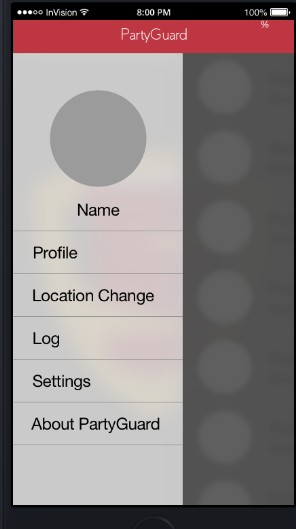 InVision 8:00 PM 100%
%
PartyGuard
Name
Profile
Location Change
Log
Settings
About PartyGuard